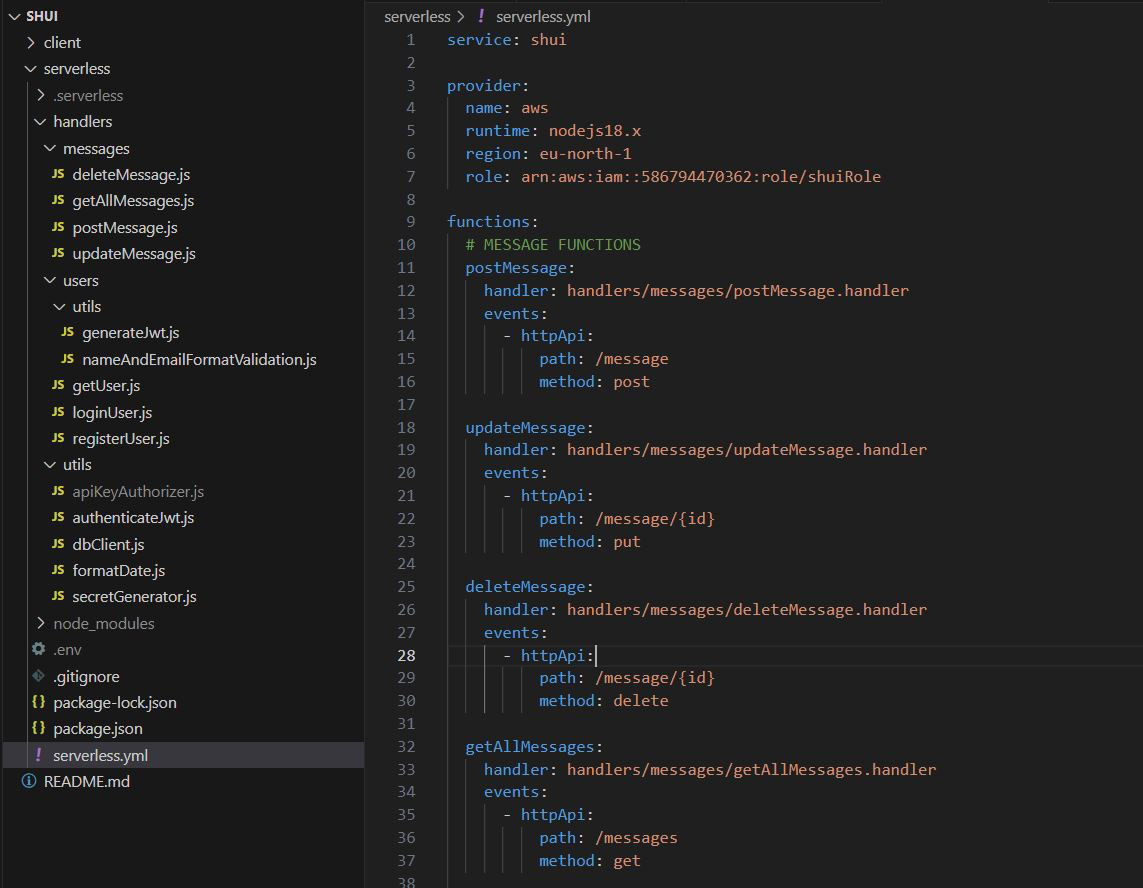 SHUI
client
serverless
.serverless
handlers
messages
JS deleteMessage.js
JS getAllMessages.js
JS postMessage.js
JS updateMessage.js
users
utils
JS generateJwt.js
JS nameAndEmailFormatValidation.js
JS getUser.js
JS loginUser.js
JS registerUser.js
utils
JS apiKeyAuthorizer.js
JS authenticateJwt.js
JS dbClient.js
JS formatDate.js
JS secretGenerator.js
node_modules
.env
.gitignore
{} package-lock.json
{} package.json
! serverless.yml
README.md
serverless > ! serverless.yml
1 service: shui
2
3 provider:
4 name: aws
5 runtime: nodejs18.x
6 region: eu-north-1
7 role: arn:aws:iam::586794470362:role/shuiRole
8
9 functions:
10 # MESSAGE FUNCTIONS
11 postMessage:
12 handler: handlers/messages/postMessage.handler
13 events:
14 - httpApi:
15 path: /message
16 method: post
17
18 updateMessage:
19 handler: handlers/messages/updateMessage.handler
20 events:
21 - httpApi:
22 path: /message/{id}
23 method: put
24
25 deleteMessage:
26 handler: handlers/messages/deleteMessage.handler
27 events:
28 - httpApi:
29 path: /message/{id}
30 method: delete
31
32 getAllMessages:
33 handler: handlers/messages/getAllMessages.handler
34 events:
35 - httpApi:
36 path: /messages
37 method: get
38